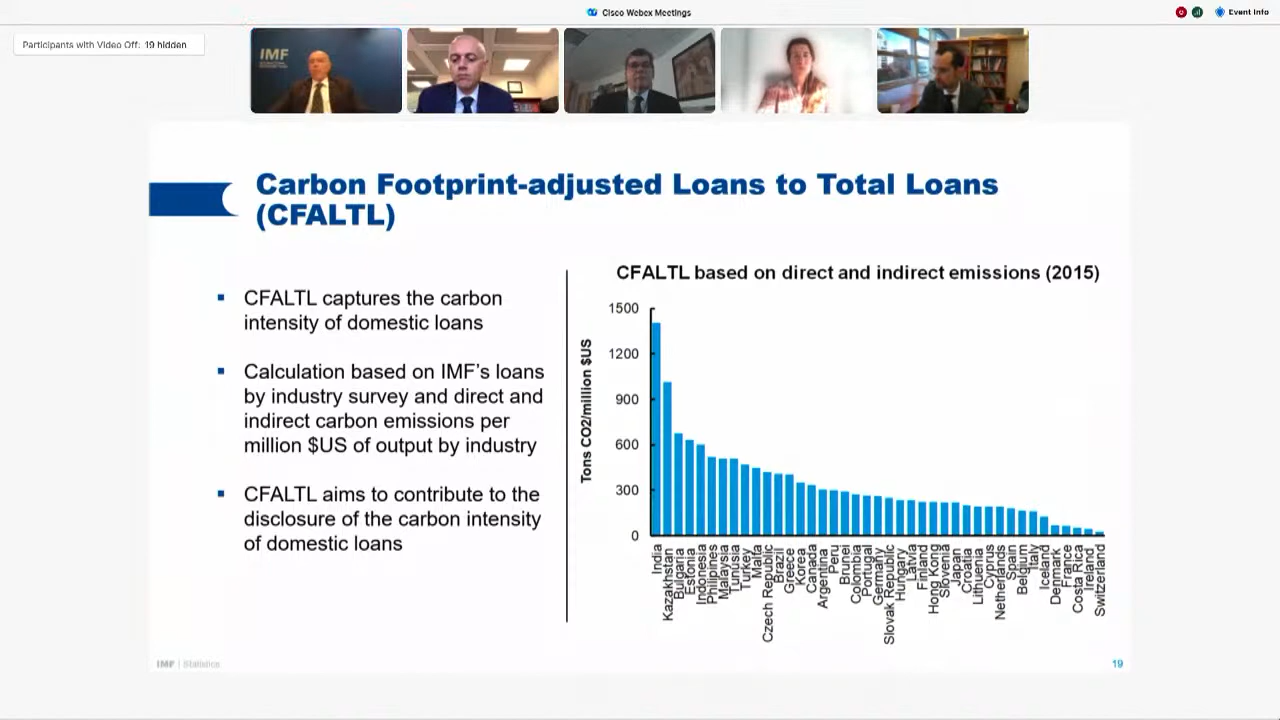 Cisco Webex Meetings
Event Info
Participants with Video Off: 19 hidden
IMF
Carbon Footprint-adjusted Loans to Total Loans
(CFALTL)
▪ CFALTL captures the carbon
intensity of domestic loans
▪ Calculation based on IMF's loans
by industry survey and direct and
indirect carbon emissions per
million $US of output by industry
▪ CFALTL aims to contribute to the
disclosure of the carbon intensity
of domestic loans
CFALTL based on direct and indirect emissions (2015)
Tons CO2/million $US
1500
1200
900
600
300
0
India
Kazakhstan
Bulgaria
Estonia
Indonesia
Philipines
Malaysia
Tunusia
Turkey
Malta
Czech Republic
Brazil
Greece
Korea
Canada
Argentina
Peru
Brunei
Colombia
Portugal
Germany
Slovak Republic
Hungary
Latvia
Finland
Hong Kong
Slovenia
Japan
Croatia
Lithuenia
Cyprus
Netherlands
Spain
Belgium
Italy
Iceland
Denmark
France
Costa Rica
Ireland
Switzerland
IMF | Statistics
19